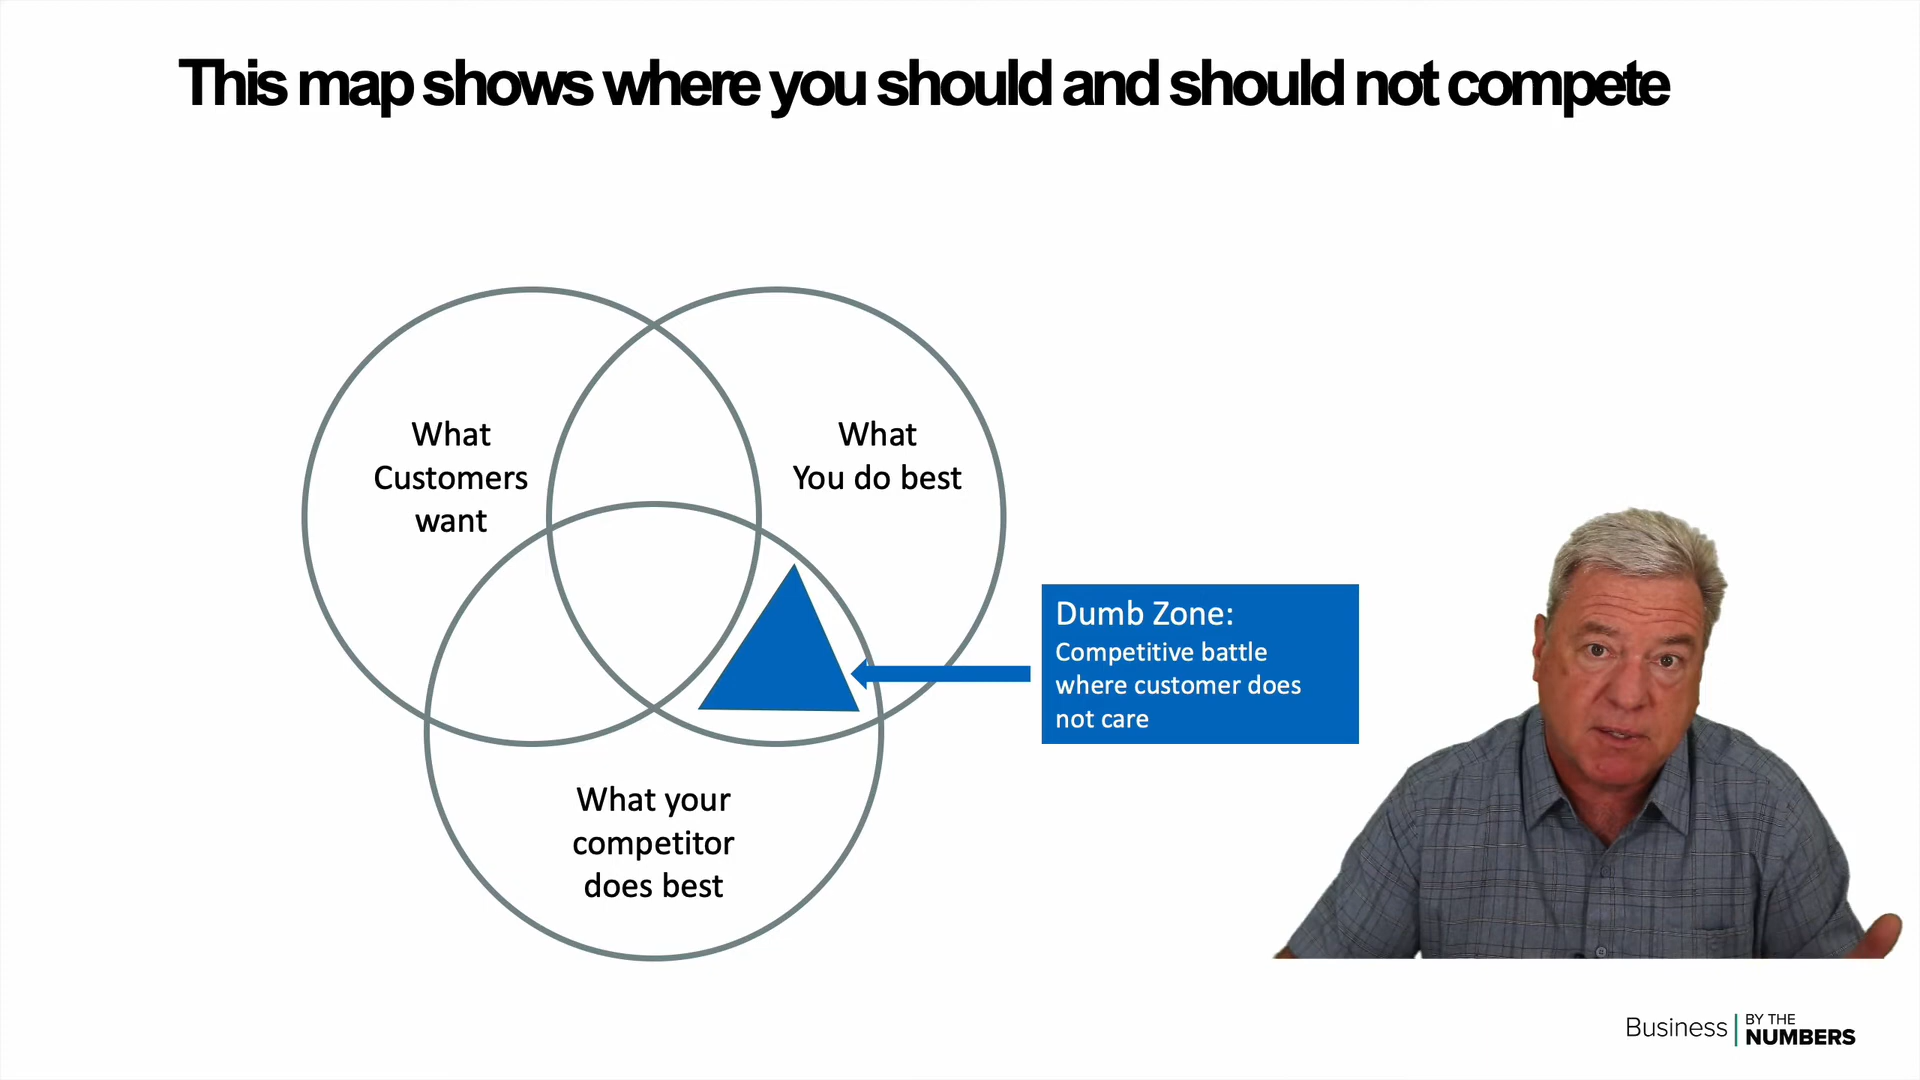 This map shows where you should and should not compete
What
Customers
want
What
You do best
Dumb Zone:
Competitive battle
where customer does
not care
What your
competitor
does best
Business
BY THE
NUMBERS